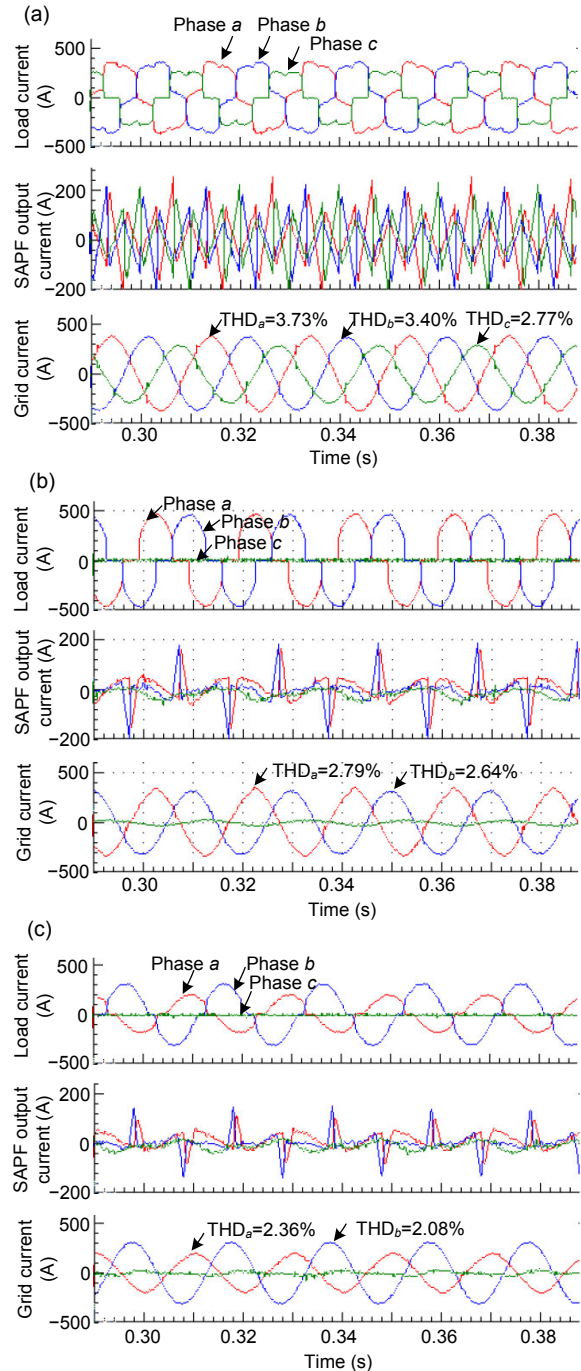 (a)
Phase a Phase b
Phase c
500
0
−500
Load current
(A)
200
0
−200
SAPF output
current (A)
THDa=3.73% THDb=3.40% THDc=2.77%
500
0
−500
Grid current
(A)
0.30 0.32 0.34 0.36 0.38
Time (s)
(b)
Phase a
Phase b
Phase c
500
0
−500
Load current
(A)
200
0
−200
SAPF output
current (A)
THDa=2.79% THDb=2.64%
500
0
−500
Grid current
(A)
0.30 0.32 0.34 0.36 0.38
Time (s)
(c)
Phase a Phase b
Phase c
500
0
−500
Load current
(A)
200
0
−200
SAPF output
current (A)
THDa=2.36% THDb=2.08%
500
0
−500
Grid current
(A)
0.30 0.32 0.34 0.36 0.38
Time (s)